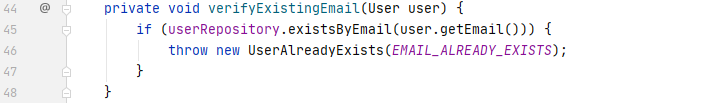 44 @ private void verifyExistingEmail(User user) {
45 if (userRepository.existsByEmail(user.getEmail())) {
46 throw new UserAlreadyExists(EMAIL_ALREADY_EXISTS);
47 }
48 }